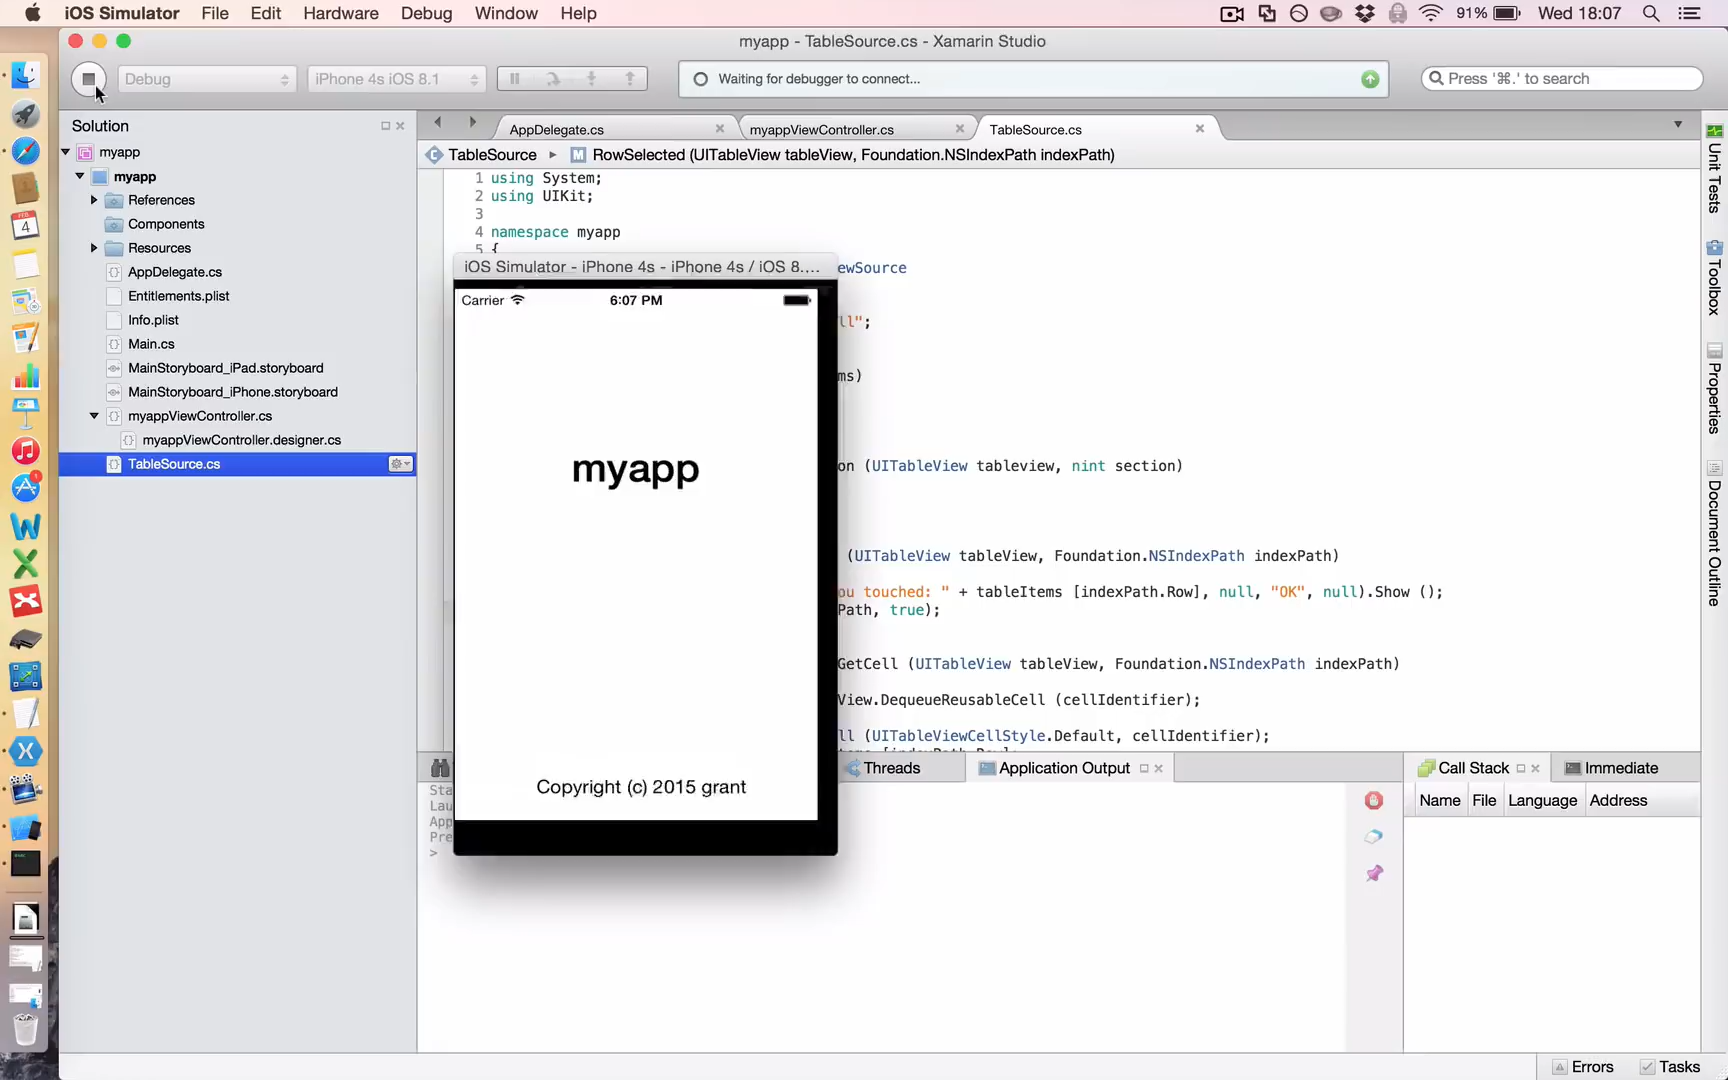 iOS Simulator File Edit Hardware Debug Window Help 91% Wed 18:07
myapp - TableSource.cs - Xamarin Studio
Debug iPhone 4s iOS 8.1 Waiting for debugger to connect... Press '⌘.' to search
Solution
AppDelegate.cs myappViewController.cs TableSource.cs
TableSource RowSelected (UITableView tableView, Foundation.NSIndexPath indexPath)
myapp
myapp
References
Components
Resources
AppDelegate.cs
Entitlements.plist
Info.plist
Main.cs
MainStoryboard_iPad.storyboard
MainStoryboard_iPhone.storyboard
myappViewController.cs
myappViewController.designer.cs
TableSource.cs
FEB
4
1 using System;
2 using UIKit;
3
4 namespace myapp
5 {
ewSource
ll";
ms)
on (UITableView tableview, nint section)
(UITableView tableView, Foundation.NSIndexPath indexPath)
ou touched: " + tableItems [indexPath.Row], null, "OK", null).Show ();
Path, true);
GetCell (UITableView tableView, Foundation.NSIndexPath indexPath)
View.DequeueReusableCell (cellIdentifier);
ll (UITableViewCellStyle.Default, cellIdentifier);
iOS Simulator - iPhone 4s - iPhone 4s / iOS 8....
Carrier 6:07 PM
myapp
Copyright (c) 2015 grant
Threads Application Output
Sta
Lau
App
Pre
>
Call Stack Immediate
Name File Language Address
Unit Tests
Toolbox
Properties
Document Outline
Errors Tasks